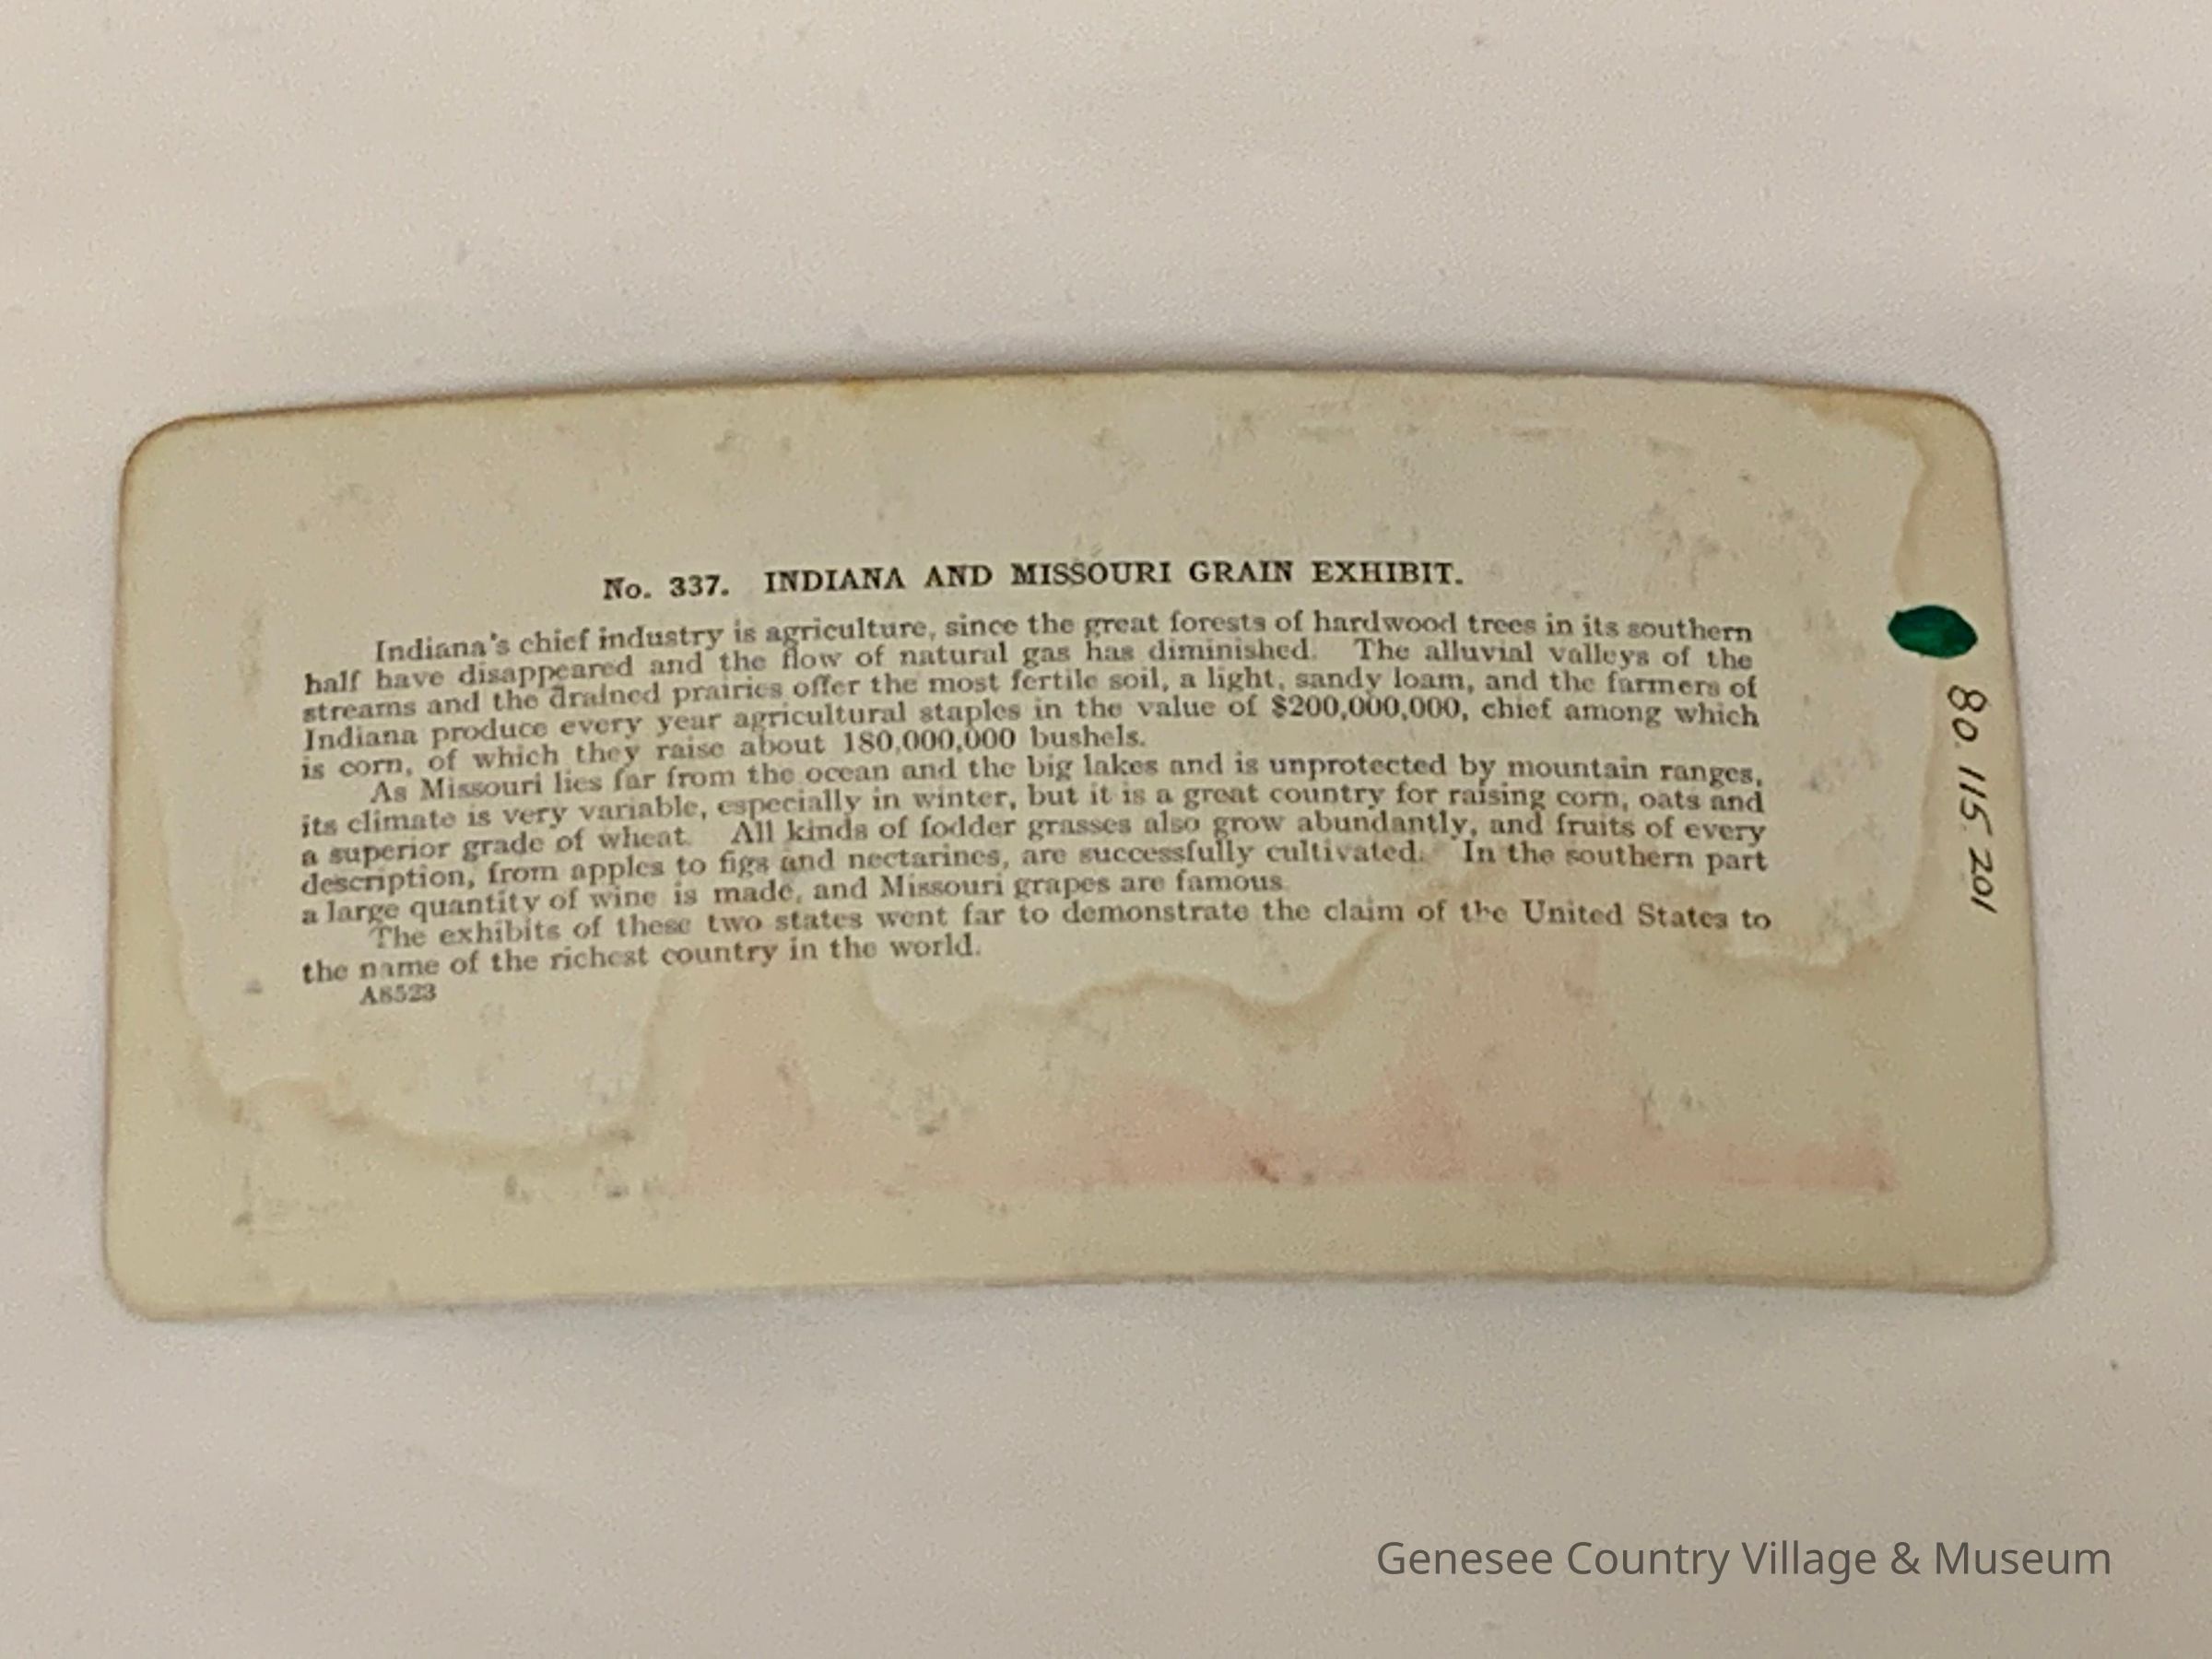 No. 337. INDIANA AND MISSOURI GRAIN EXHIBIT.
Indiana's chief industry is agriculture, since the great forests of hardwood trees in its southern
half have disappeared and the flow of natural gas has diminished. The alluvial valleys of the
streams and the drained prairies offer the most fertile soil, a light, sandy loam, and the farmers of
Indiana produce every year agricultural staples in the value of $200,000,000, chief among which
is corn, of which they raise about 180,000,000 bushels.
As Missouri lies far from the ocean and the big lakes and is unprotected by mountain ranges,
its climate is very variable, especially in winter, but it is a great country for raising corn, oats and
a superior grade of wheat. All kinds of fodder grasses also grow abundantly, and fruits of every
description, from apples to figs and nectarines, are successfully cultivated. In the southern part
a large quantity of wine is made, and Missouri grapes are famous.
The exhibits of these two states went far to demonstrate the claim of the United States to
the name of the richest country in the world.
A8523
80.115.201
Genesee Country Village & Museum